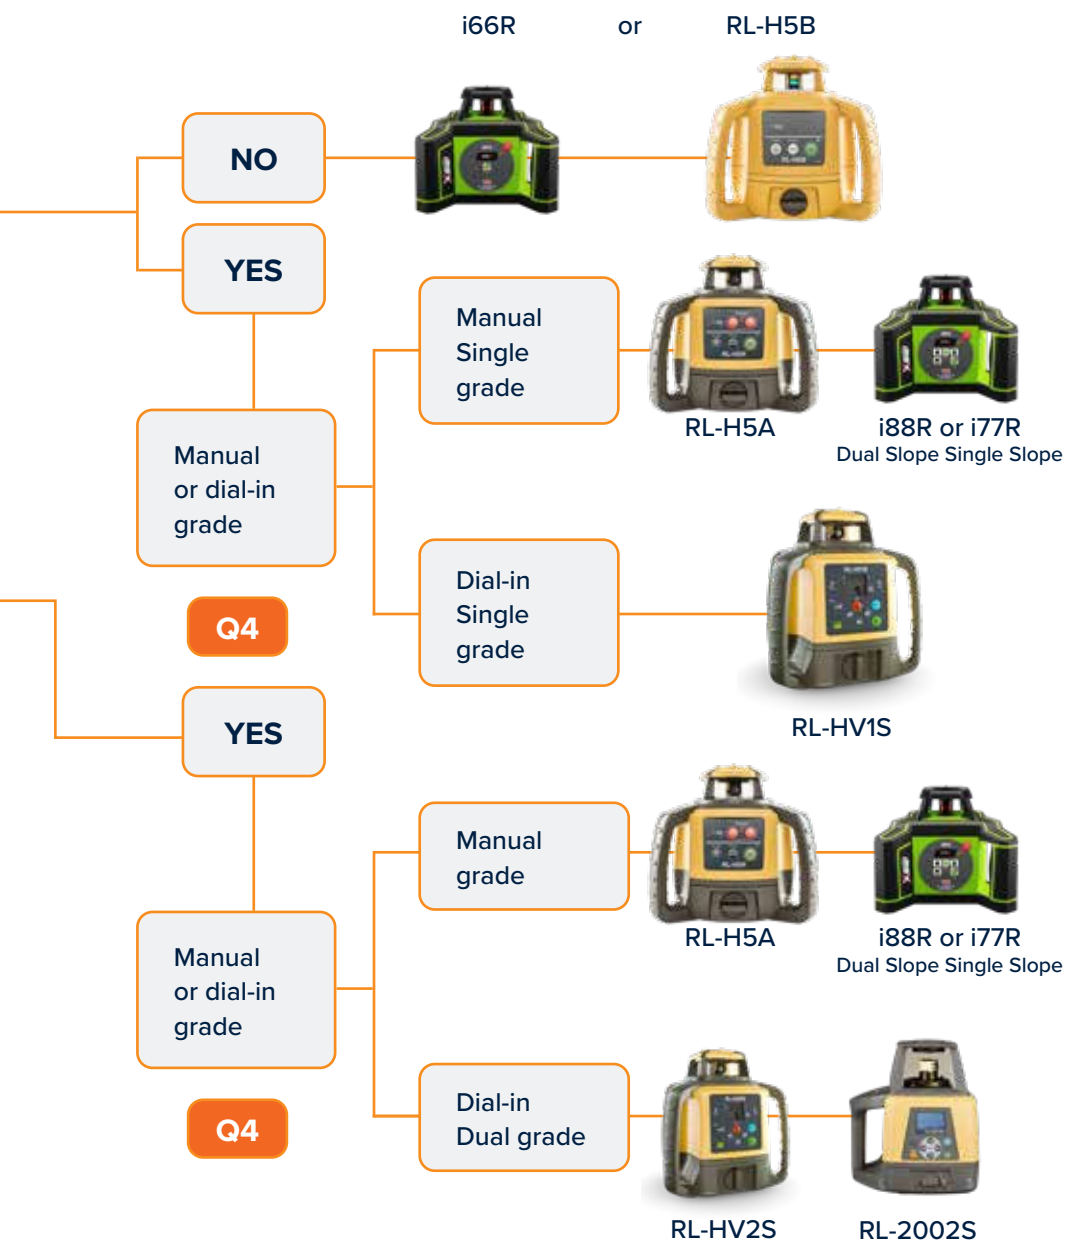 i66R or RL-H5B
NO
YES
Manual
Single
grade
RL-H5A
i88R or i77R
Dual Slope Single Slope
Manual
or dial-in
grade
Q4
Dial-in
Single
grade
RL-HV1S
YES
Manual
grade
RL-H5A
i88R or i77R
Dual Slope Single Slope
Manual
or dial-in
grade
Q4
Dial-in
Dual grade
RL-HV2S
RL-2002S